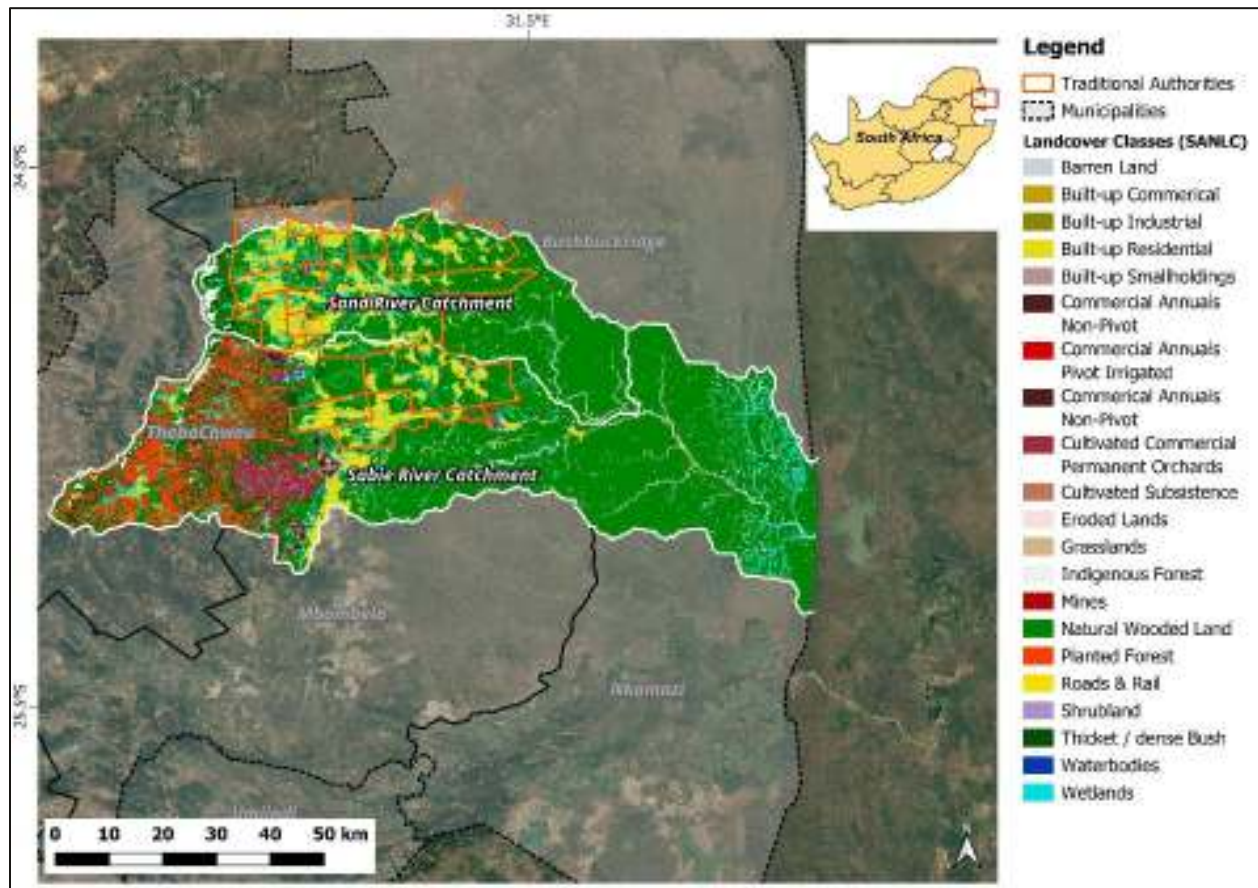 31.5°E
24.5°S
25.5°S
South Africa
Bushbuckridge
Sand River Catchment
ThabaChweu
Sabie River Catchment
Mbombela
Nkomazi
0 10 20 30 40 50 km
Legend
Traditional Authorities
Municipalities
Landcover Classes (SANLC)
Barren Land
Built-up Commerical
Built-up Industrial
Built-up Residential
Built-up Smallholdings
Commercial Annuals
Non-Pivot
Commercial Annuals
Pivot Irrigated
Commerical Annuals
Non-Pivot
Cultivated Commercial
Permanent Orchards
Cultivated Subsistence
Eroded Lands
Grasslands
Indigenous Forest
Mines
Natural Wooded Land
Planted Forest
Roads & Rail
Shrubland
Thicket / dense Bush
Waterbodies
Wetlands